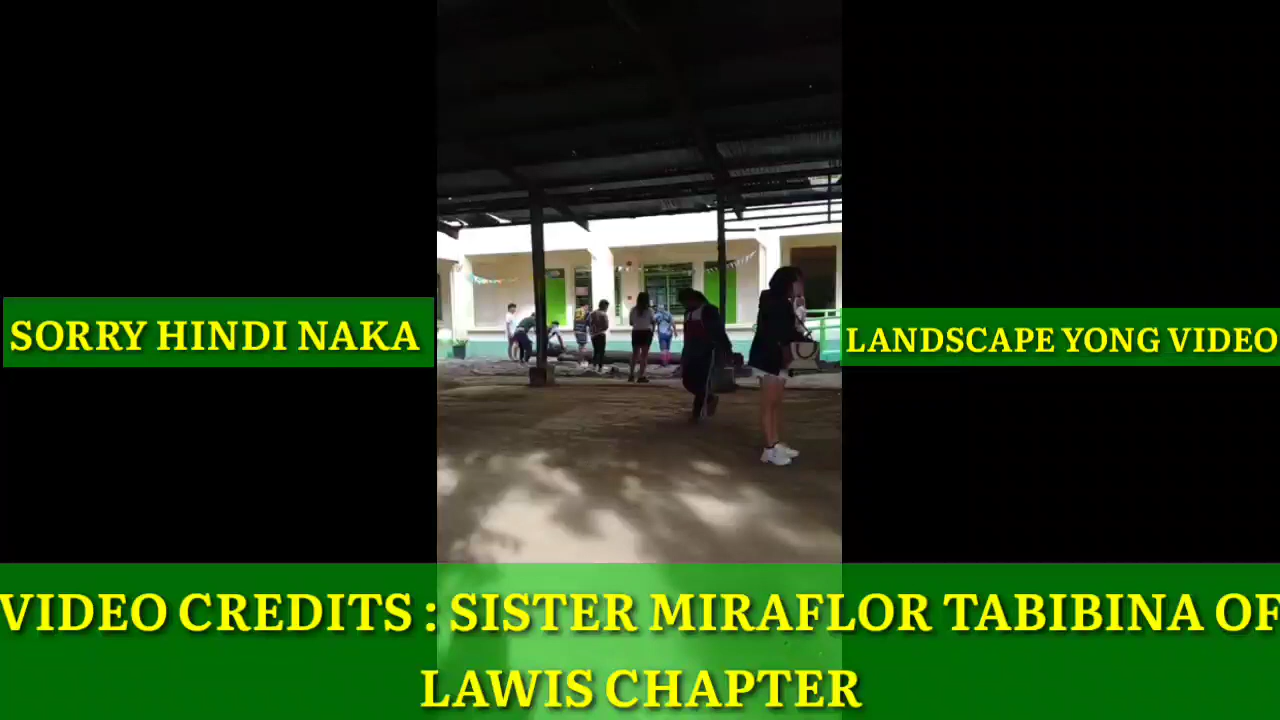 SORRY HINDI NAKA
LANDSCAPE YONG VIDEO
VIDEO CREDITS : SISTER MIRAFLOR TABIBINA OF
LAWIS CHAPTER